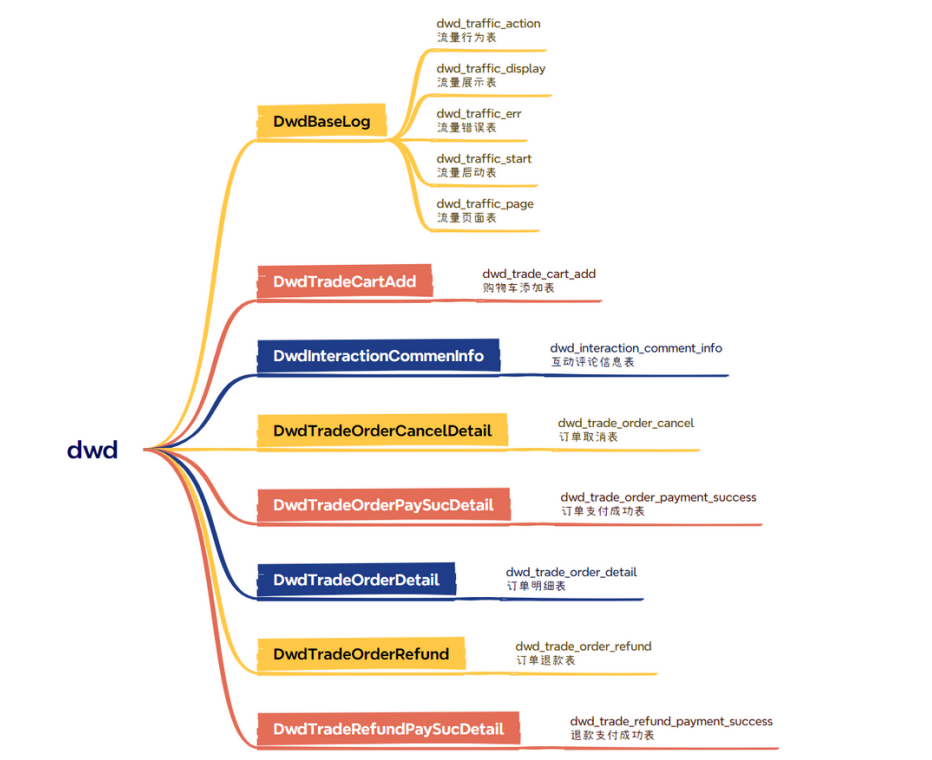 dwd
DwdBaseLog
dwd_traffic_action
流量行为表
dwd_traffic_display
流量展示表
dwd_traffic_err
流量错误表
dwd_traffic_start
流量启动表
dwd_traffic_page
流量页面表
DwdTradeCartAdd
dwd_trade_cart_add
购物车添加表
DwdInteractionCommenInfo
dwd_interaction_comment_info
互动评论信息表
DwdTradeOrderCancelDetail
dwd_trade_order_cancel
订单取消表
DwdTradeOrderPaySucDetail
dwd_trade_order_payment_success
订单支付成功表
DwdTradeOrderDetail
dwd_trade_order_detail
订单明细表
DwdTradeOrderRefund
dwd_trade_order_refund
订单退款表
DwdTradeRefundPaySucDetail
dwd_trade_refund_payment_success
退款支付成功表